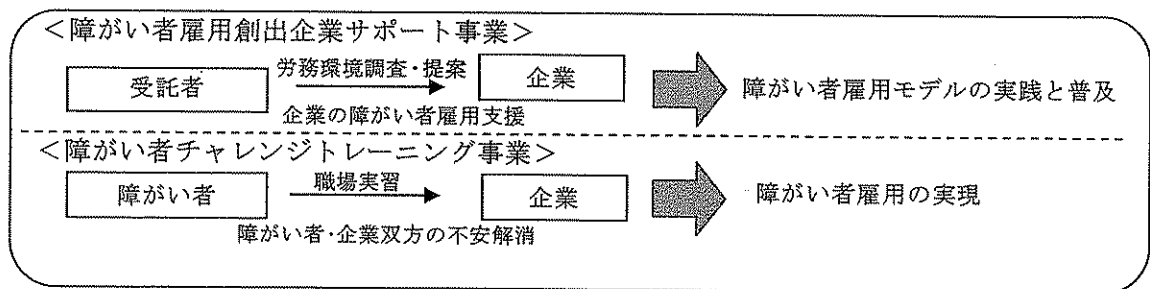 ＜障がい者雇用創出企業サポート事業＞
受託者
労務環境調査・提案
企業
障がい者雇用モデルの実践と普及
企業の障がい者雇用支援
＜障がい者チャレンジトレーニング事業＞
障がい者
職場実習
企業
障がい者雇用の実現
障がい者・企業双方の不安解消